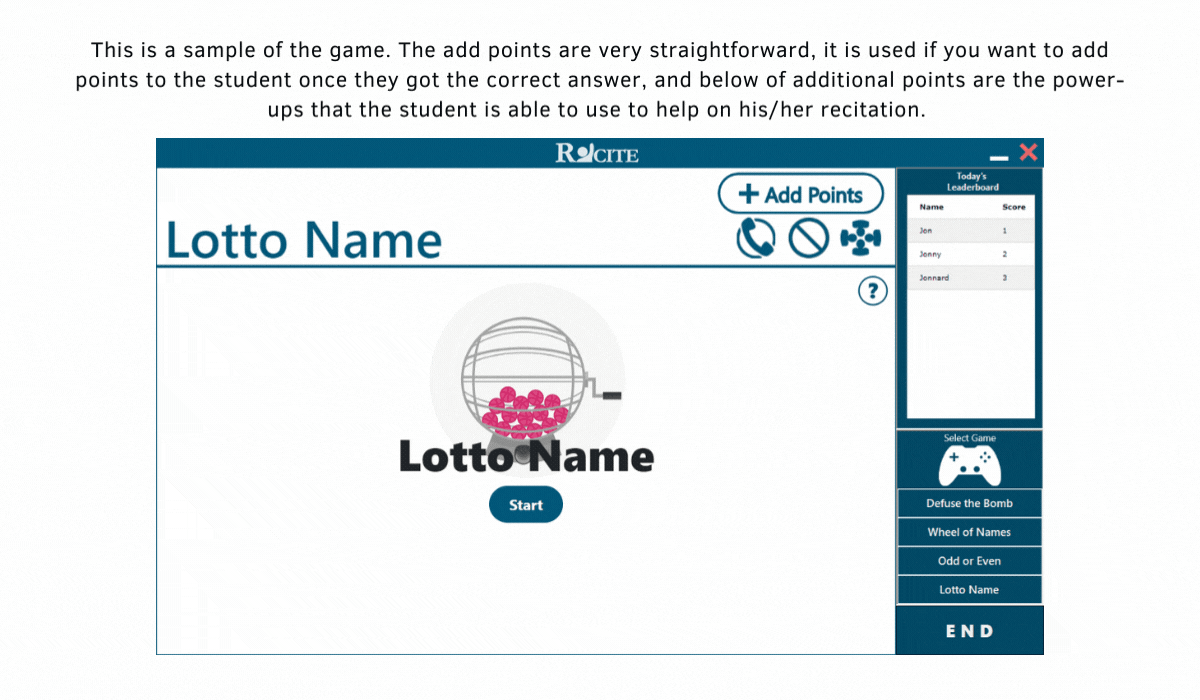 This is a sample of the game. The add points are very straightforward, it is used if you want to add
points to the student once they got the correct answer, and below of additional points are the power-
ups that the student is able to use to help on his/her recitation.
RCITE
+ Add Points
Lotto Name
?
Lotto Name
Start
Today's
Leaderboard
Name Score
Jon 1
Jonny 2
Jonnard 3
Select Game
Defuse the Bomb
Wheel of Names
Odd or Even
Lotto Name
END